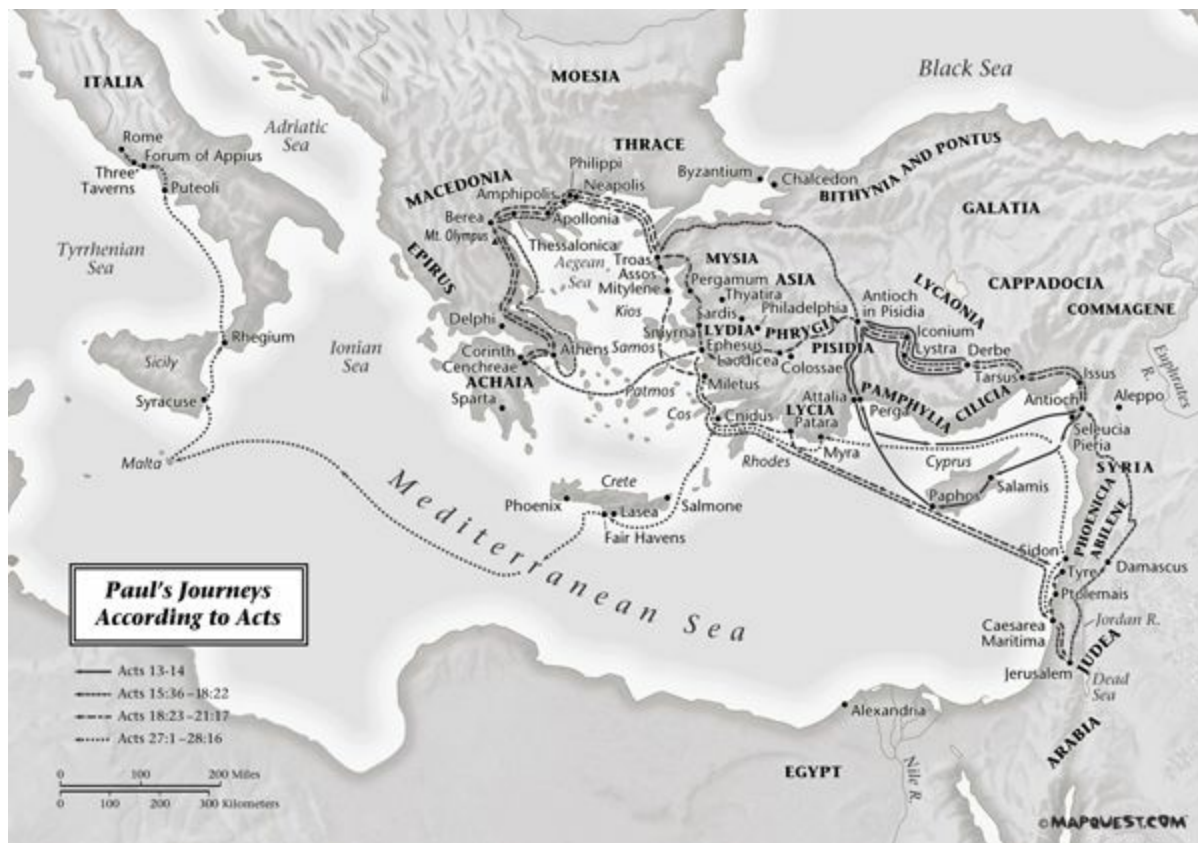 ITALIA
MOESIA
Black Sea
Adriatic
Sea
Rome
Forum of Appius
Three
Taverns
Puteoli
THRACE
Philippi
Neapolis
Byzantium
Chalcedon
BITHYNIA AND PONTUS
MACEDONIA
Amphipolis
Apollonia
Berea
Mt. Olympus
Thessalonica
GALATIA
Tyrrhenian
Sea
EPIRUS
Aegean
Sea
Troas
Assos
Mitylene
MYSIA
Pergamum
ASIA
Thyatira
Philadelphia
Sardis
Antioch
in Pisidia
LYCAONIA
CAPPADOCIA
COMMAGENE
Kios
Delphi
Smyrna
LYDIA
PHRYGIA
Iconium
Lystra
Derbe
Rhegium
Ionian
Sea
Sicily
Corinth
Cenchreae
Athens
Samos
Ephesus
Laodicea
PISIDIA
Colossae
Tarsus
Issus
Euphrates
R.
ACHAIA
Sparta
Patmos
Miletus
Attalia
Perga
PAMPHYLIA
CILICIA
Antioch
Aleppo
Syracuse
Cos
Cnidus
LYCIA
Patara
Seleucia
Pieria
Malta
Rhodes
Myra
Cyprus
SYRIA
Crete
Phoenix
Lasea
Salmone
Fair Havens
Paphos
Salamis
PHOENICIA
ABILENE
Mediterranean Sea
Sidon
Tyre
Damascus
Ptolemais
Caesarea
Maritima
Jordan R.
JUDEA
Jerusalem
Dead
Sea
Alexandria
ARABIA
EGYPT
Nile R.
Paul's Journeys
According to Acts
Acts 13-14
Acts 15:36–18:22
Acts 18:23–21:17
Acts 27:1–28:16
0 100 200 Miles
0 100 200 300 Kilometers
©MAPQUEST.COM™